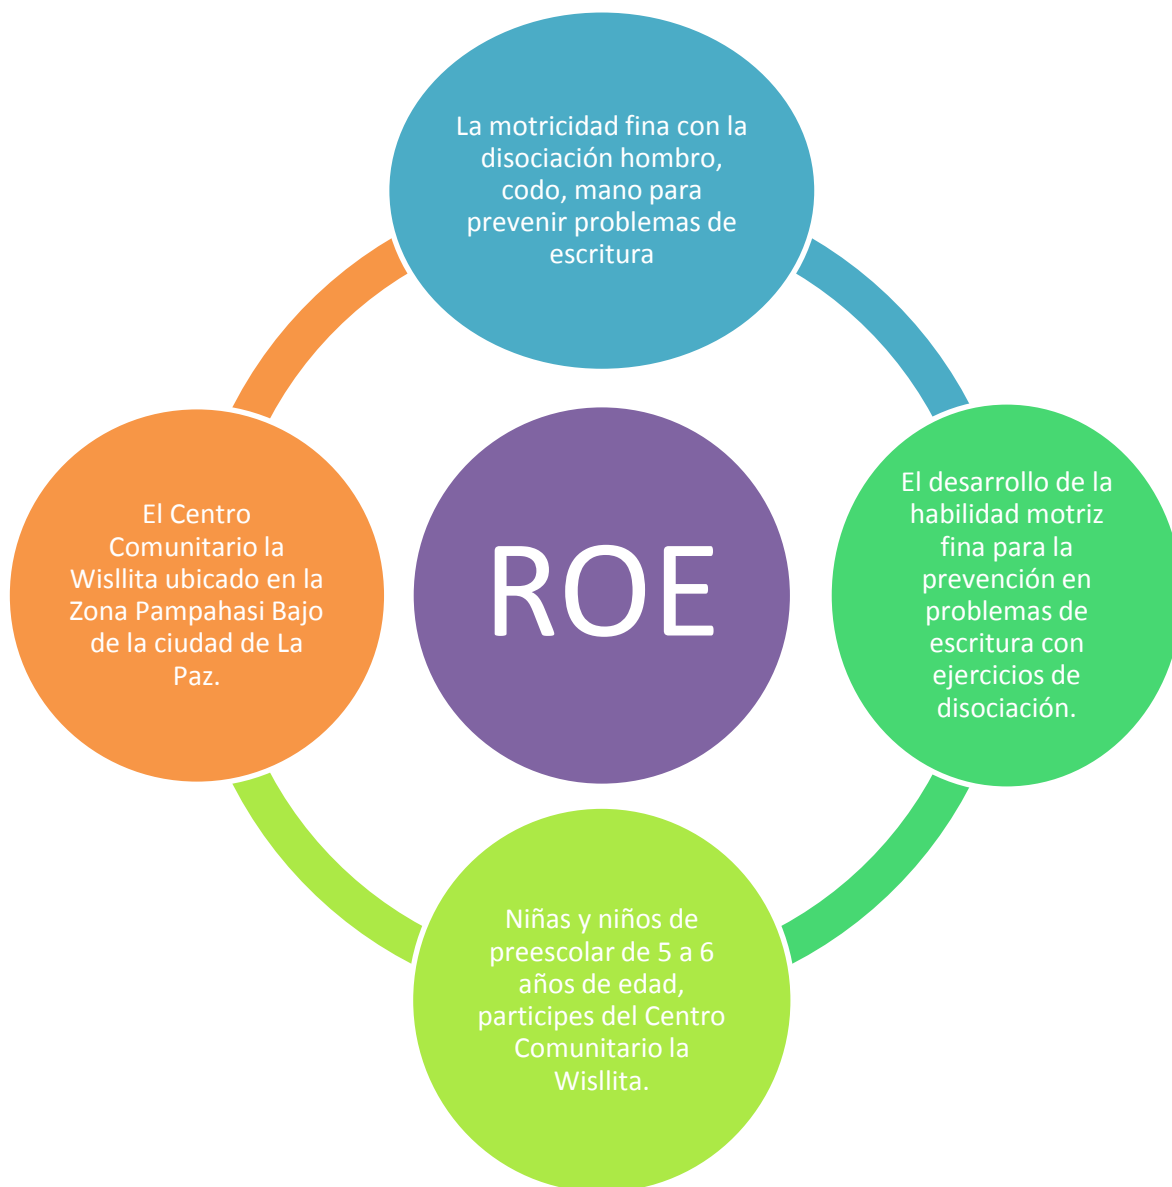 La motricidad fina con la
disociación hombro,
codo, mano para
prevenir problemas de
escritura
El Centro
Comunitario la
Wisllita ubicado en la
Zona Pampahasi Bajo
de la ciudad de La
Paz.
ROE
El desarrollo de la
habilidad motriz
fina para la
prevención en
problemas de
escritura con
ejercicios de
disociación.
Niñas y niños de
preescolar de 5 a 6
años de edad,
participes del Centro
Comunitario la
Wisllita.